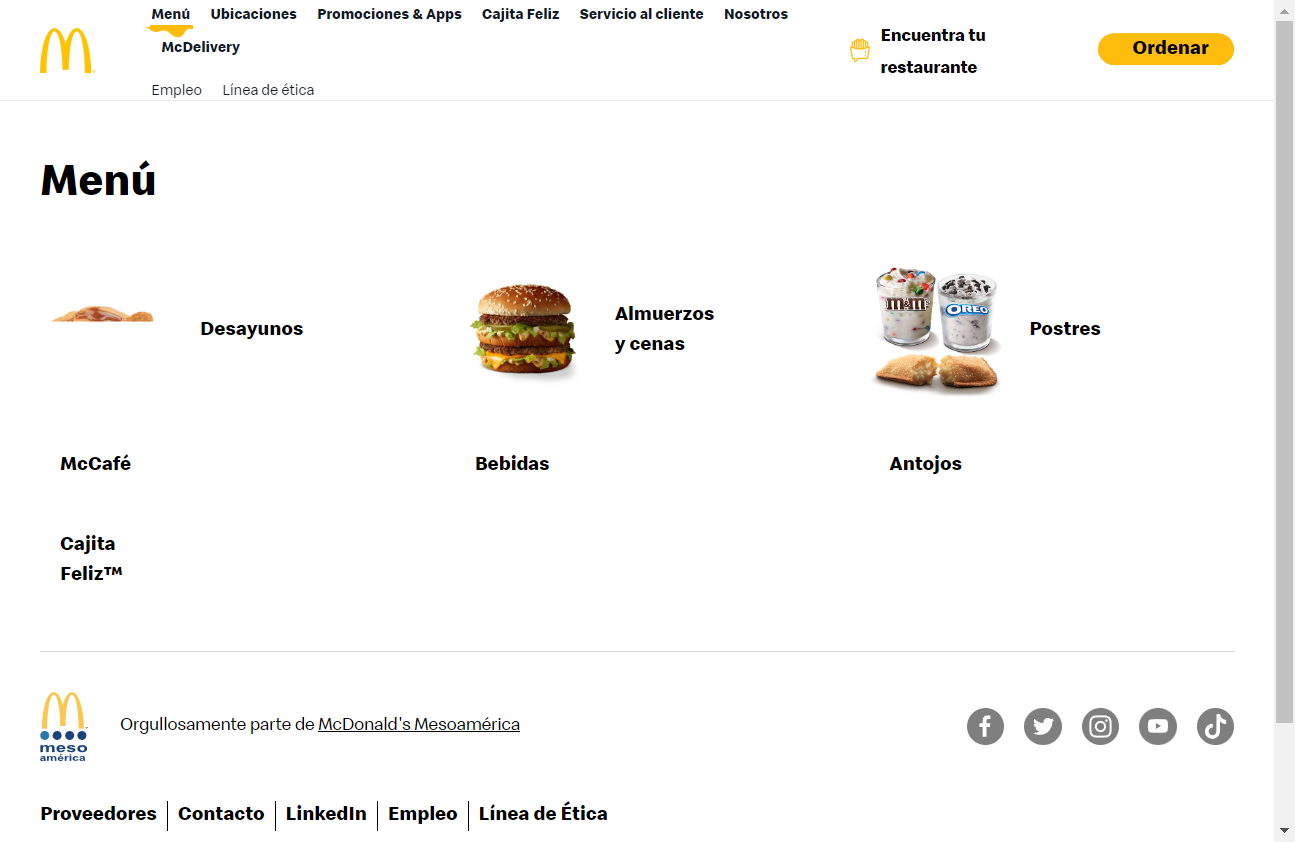 Menú Ubicaciones Promociones & Apps Cajita Feliz Servicio al cliente Nosotros
McDelivery
Empleo Línea de ética
Encuentra tu
restaurante
Ordenar
Menú
Desayunos
Almuerzos
y cenas
m&m's
OREO
Postres
McCafé
Bebidas
Antojos
Cajita
Feliz™
meso
américa
Orgullosamente parte de McDonald's Mesoamérica
Proveedores Contacto LinkedIn Empleo Línea de Ética